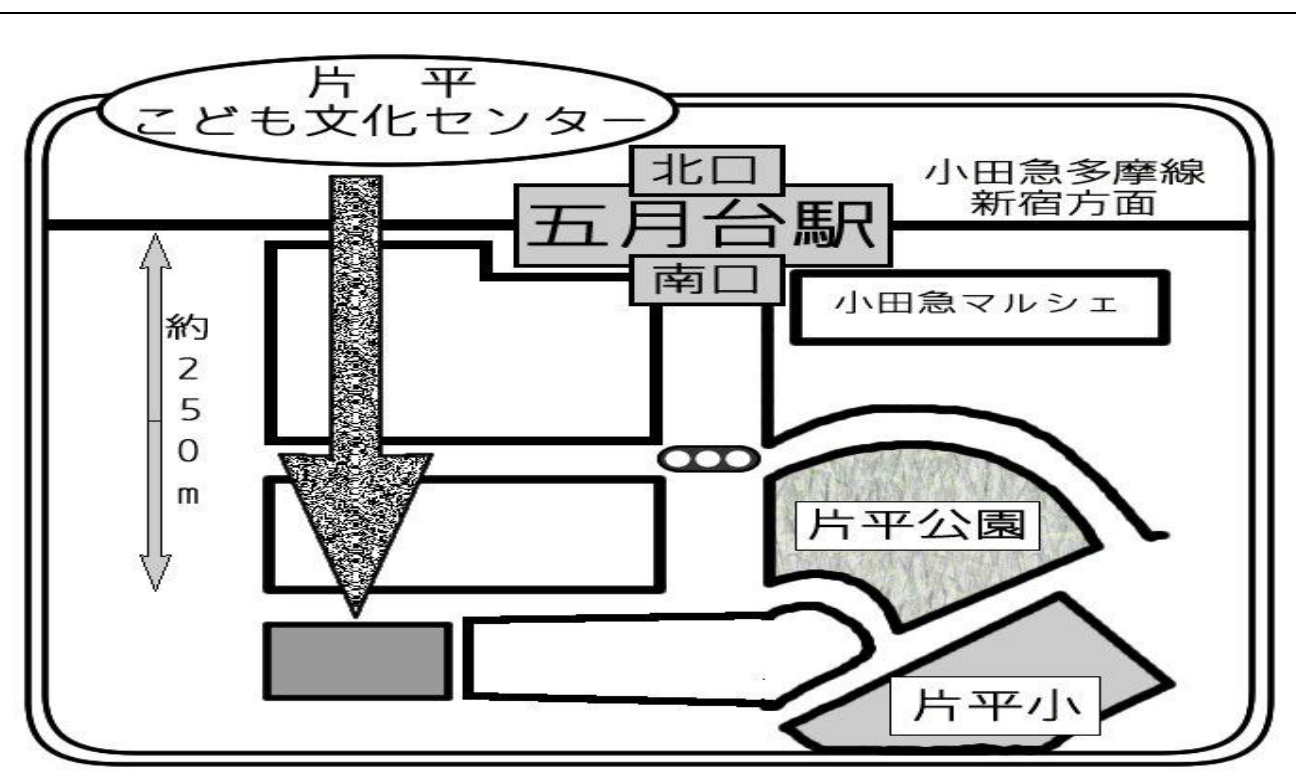 片　平
こども文化センター
北口
五月台駅
南口
小田急多摩線
新宿方面
小田急マルシェ
約250m
片平公園
片平小